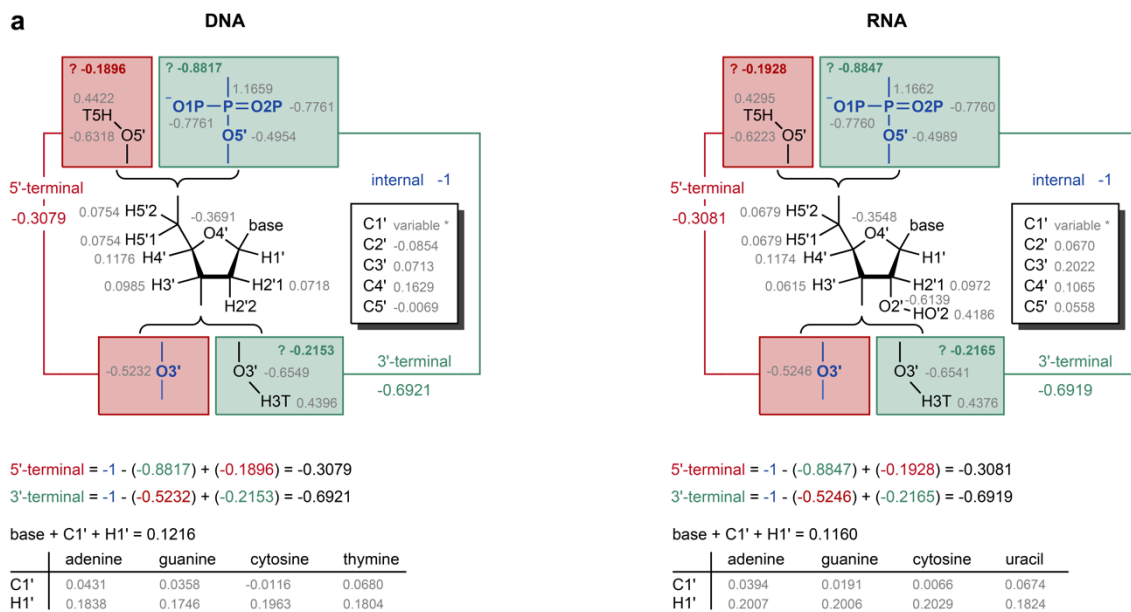 a
DNA
RNA
? -0.1896
? -0.8817
0.4422
T5H
-0.6318
O5'
1.1659
⁻O1P
P
O2P
-0.7761
-0.7761
O5'
-0.4954
5'-terminal
-0.3079
internal -1
0.0754
H5'2
-0.3691
O4'
base
0.0754
H5'1
0.1176
H4'
H1'
0.0985
H3'
H2'1
0.0718
H2'2
C1' variable *
C2' -0.0854
C3' 0.0713
C4' 0.1629
C5' -0.0069
-0.5232
O3'
? -0.2153
O3'
-0.6549
H3T
0.4396
3'-terminal
-0.6921
5'-terminal = -1 - (-0.8817) + (-0.1896) = -0.3079
3'-terminal = -1 - (-0.5232) + (-0.2153) = -0.6921
base + C1' + H1' = 0.1216
adenine guanine cytosine thymine
C1' 0.0431 0.0358 -0.0116 0.0680
H1' 0.1838 0.1746 0.1963 0.1804
? -0.1928
? -0.8847
0.4295
T5H
-0.6223
O5'
1.1662
⁻O1P
P
O2P
-0.7760
-0.7760
O5'
-0.4989
5'-terminal
-0.3081
internal -1
0.0679
H5'2
-0.3548
O4'
base
0.0679
H5'1
0.1174
H4'
H1'
0.0615
H3'
H2'1
0.0972
-0.6139
O2'
HO'2
0.4186
C1' variable *
C2' 0.0670
C3' 0.2022
C4' 0.1065
C5' 0.0558
-0.5246
O3'
? -0.2165
O3'
-0.6541
H3T
0.4376
3'-terminal
-0.6919
5'-terminal = -1 - (-0.8847) + (-0.1928) = -0.3081
3'-terminal = -1 - (-0.5246) + (-0.2165) = -0.6919
base + C1' + H1' = 0.1160
adenine guanine cytosine uracil
C1' 0.0394 0.0191 0.0066 0.0674
H1' 0.2007 0.2006 0.2029 0.1824